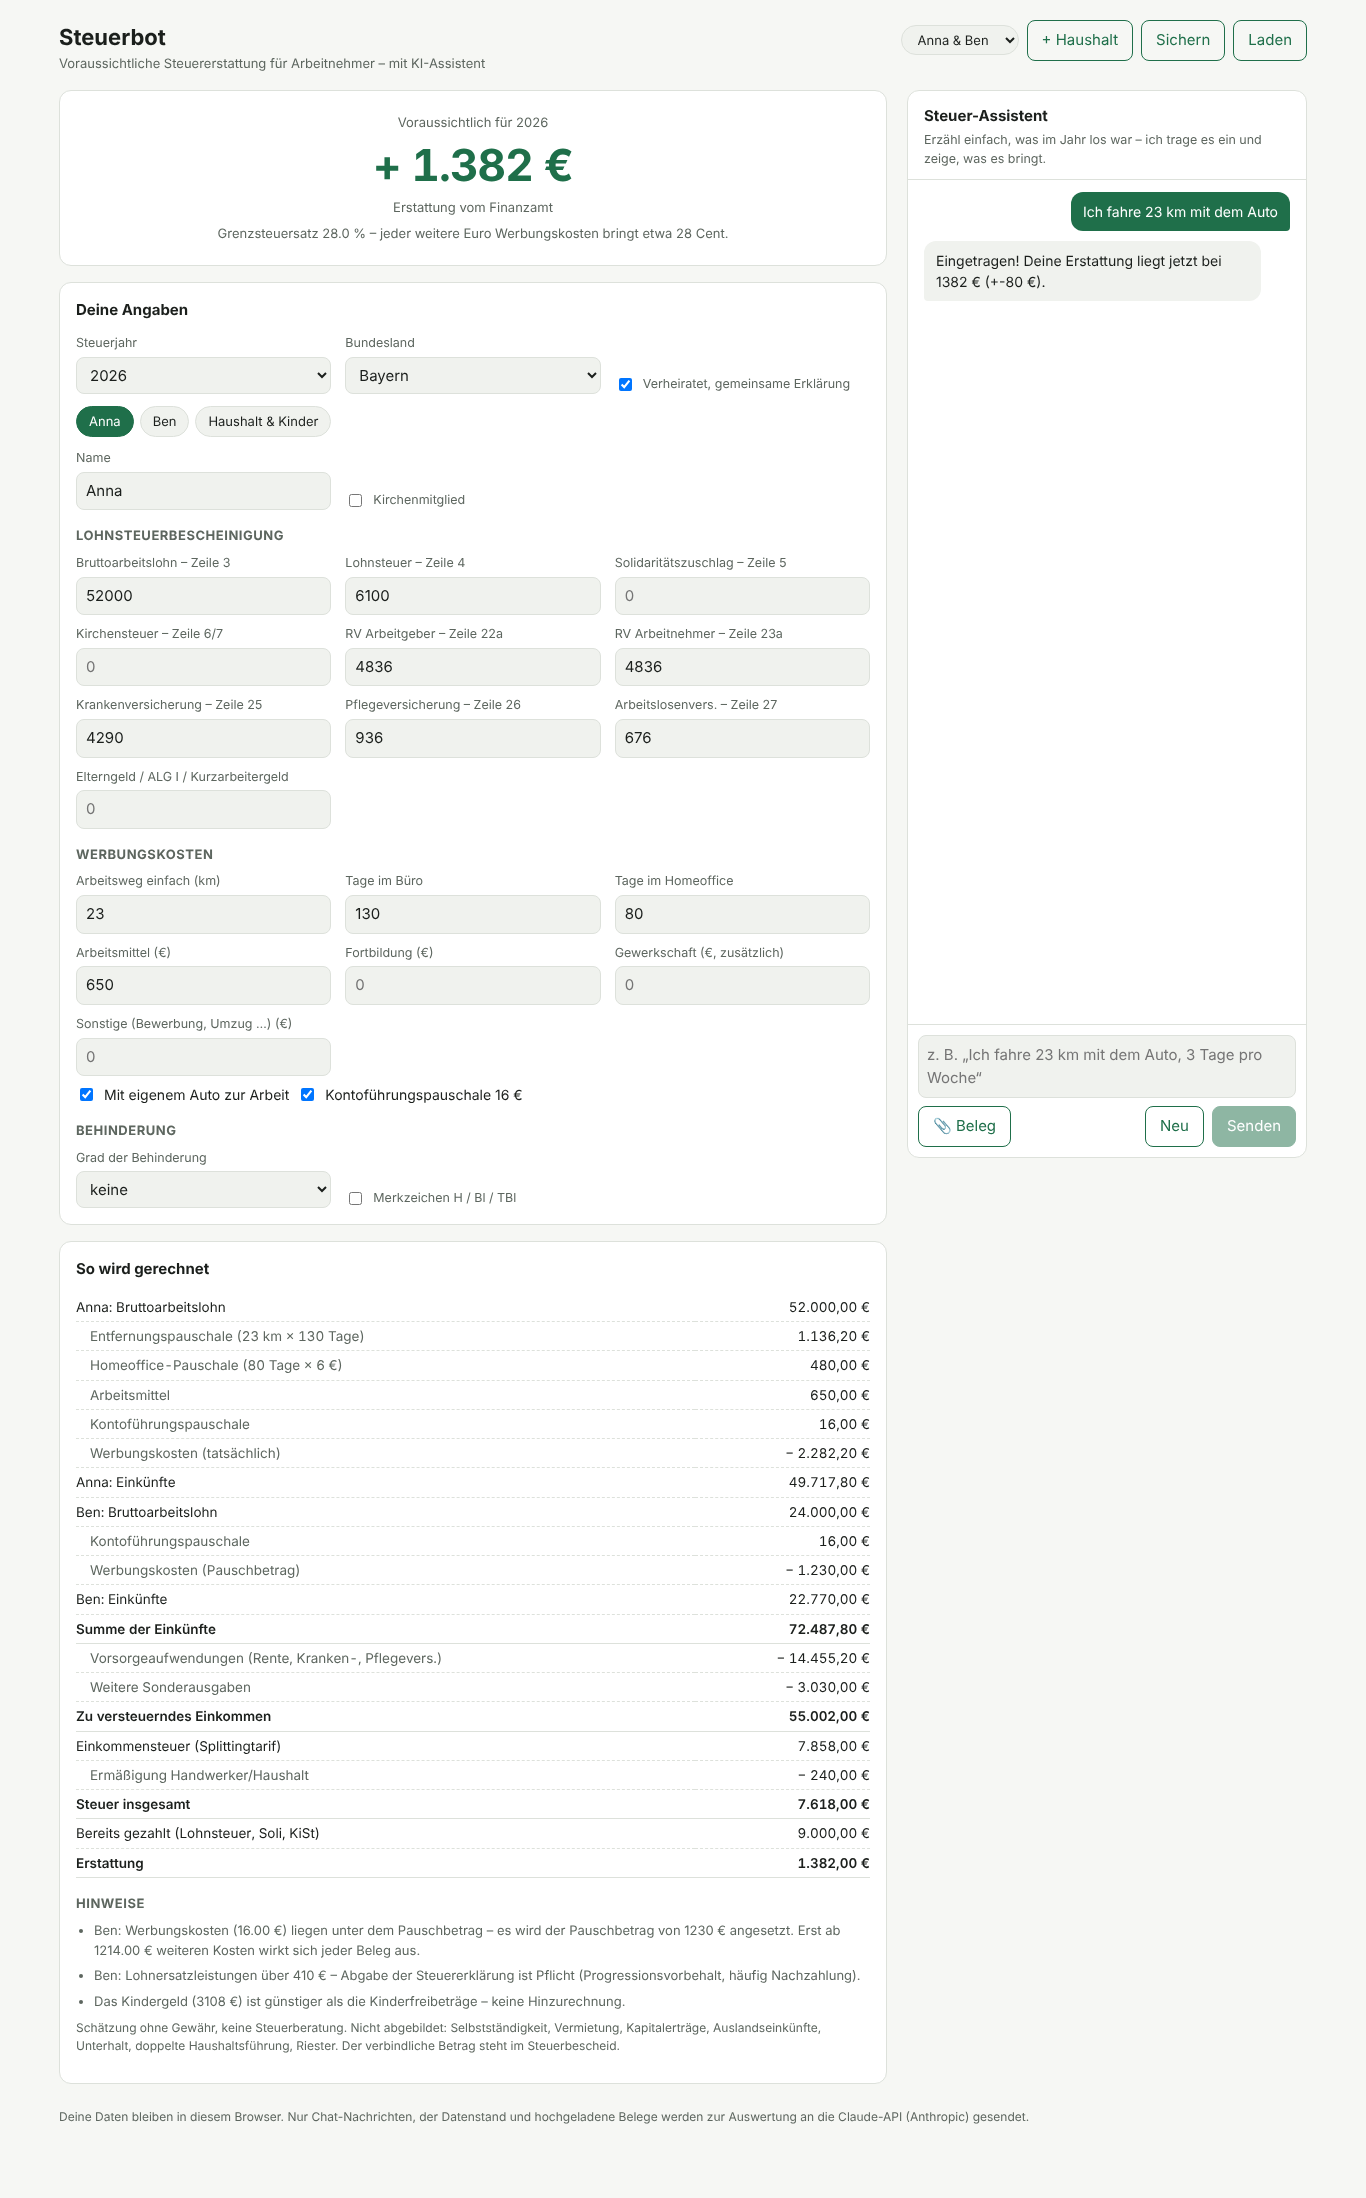 Steuerbot
Voraussichtliche Steuererstattung für Arbeitnehmer – mit KI-Assistent
Anna & Ben
+ Haushalt
Sichern
Laden
Voraussichtlich für 2026
+ 1.382 €
Erstattung vom Finanzamt
Grenzsteuersatz 28.0 % – jeder weitere Euro Werbungskosten bringt etwa 28 Cent.
Deine Angaben
Steuerjahr
2026
Bundesland
Bayern
Verheiratet, gemeinsame Erklärung
Anna
Ben
Haushalt & Kinder
Name
Anna
Kirchenmitglied
LOHNSTEUERBESCHEINIGUNG
Bruttoarbeitslohn – Zeile 3
52000
Lohnsteuer – Zeile 4
6100
Solidaritätszuschlag – Zeile 5
0
Kirchensteuer – Zeile 6/7
0
RV Arbeitgeber – Zeile 22a
4836
RV Arbeitnehmer – Zeile 23a
4836
Krankenversicherung – Zeile 25
4290
Pflegeversicherung – Zeile 26
936
Arbeitslosenvers. – Zeile 27
676
Elterngeld / ALG I / Kurzarbeitergeld
0
WERBUNGSKOSTEN
Arbeitsweg einfach (km)
23
Tage im Büro
130
Tage im Homeoffice
80
Arbeitsmittel (€)
650
Fortbildung (€)
0
Gewerkschaft (€, zusätzlich)
0
Sonstige (Bewerbung, Umzug …) (€)
0
Mit eigenem Auto zur Arbeit
Kontoführungspauschale 16 €
BEHINDERUNG
Grad der Behinderung
keine
Merkzeichen H / Bl / TBl
So wird gerechnet
Anna: Bruttoarbeitslohn 52.000,00 €
Entfernungspauschale (23 km × 130 Tage) 1.136,20 €
Homeoffice-Pauschale (80 Tage × 6 €) 480,00 €
Arbeitsmittel 650,00 €
Kontoführungspauschale 16,00 €
Werbungskosten (tatsächlich) − 2.282,20 €
Anna: Einkünfte 49.717,80 €
Ben: Bruttoarbeitslohn 24.000,00 €
Kontoführungspauschale 16,00 €
Werbungskosten (Pauschbetrag) − 1.230,00 €
Ben: Einkünfte 22.770,00 €
Summe der Einkünfte 72.487,80 €
Vorsorgeaufwendungen (Rente, Kranken-, Pflegevers.) − 14.455,20 €
Weitere Sonderausgaben − 3.030,00 €
Zu versteuerndes Einkommen 55.002,00 €
Einkommensteuer (Splittingtarif) 7.858,00 €
Ermäßigung Handwerker/Haushalt − 240,00 €
Steuer insgesamt 7.618,00 €
Bereits gezahlt (Lohnsteuer, Soli, KiSt) 9.000,00 €
Erstattung 1.382,00 €
HINWEISE
• Ben: Werbungskosten (16.00 €) liegen unter dem Pauschbetrag – es wird der Pauschbetrag von 1230 € angesetzt. Erst ab
1214.00 € weiteren Kosten wirkt sich jeder Beleg aus.
• Ben: Lohnersatzleistungen über 410 € – Abgabe der Steuererklärung ist Pflicht (Progressionsvorbehalt, häufig Nachzahlung).
• Das Kindergeld (3108 €) ist günstiger als die Kinderfreibeträge – keine Hinzurechnung.
Schätzung ohne Gewähr, keine Steuerberatung. Nicht abgebildet: Selbstständigkeit, Vermietung, Kapitalerträge, Auslandseinkünfte,
Unterhalt, doppelte Haushaltsführung, Riester. Der verbindliche Betrag steht im Steuerbescheid.
Steuer-Assistent
Erzähl einfach, was im Jahr los war – ich trage es ein und
zeige, was es bringt.
Ich fahre 23 km mit dem Auto
Eingetragen! Deine Erstattung liegt jetzt bei
1382 € (+-80 €).
z. B. „Ich fahre 23 km mit dem Auto, 3 Tage pro
Woche“
📎 Beleg
Neu
Senden
Deine Daten bleiben in diesem Browser. Nur Chat-Nachrichten, der Datenstand und hochgeladene Belege werden zur Auswertung an die Claude-API (Anthropic) gesendet.